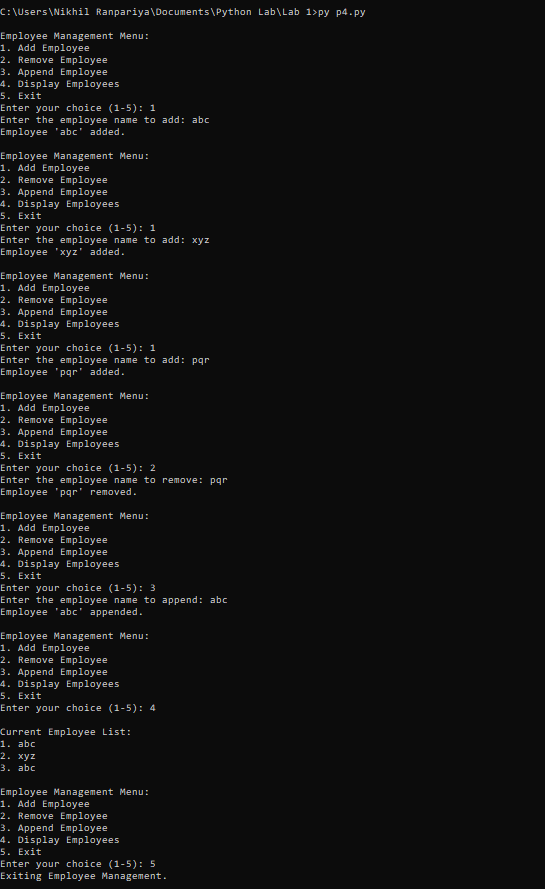 C:\Users\Nikhil Ranpariya\Documents\Python Lab\Lab 1>py p4.py
Employee Management Menu:
1. Add Employee
2. Remove Employee
3. Append Employee
4. Display Employees
5. Exit
Enter your choice (1-5): 1
Enter the employee name to add: abc
Employee 'abc' added.
Employee Management Menu:
1. Add Employee
2. Remove Employee
3. Append Employee
4. Display Employees
5. Exit
Enter your choice (1-5): 1
Enter the employee name to add: xyz
Employee 'xyz' added.
Employee Management Menu:
1. Add Employee
2. Remove Employee
3. Append Employee
4. Display Employees
5. Exit
Enter your choice (1-5): 1
Enter the employee name to add: pqr
Employee 'pqr' added.
Employee Management Menu:
1. Add Employee
2. Remove Employee
3. Append Employee
4. Display Employees
5. Exit
Enter your choice (1-5): 2
Enter the employee name to remove: pqr
Employee 'pqr' removed.
Employee Management Menu:
1. Add Employee
2. Remove Employee
3. Append Employee
4. Display Employees
5. Exit
Enter your choice (1-5): 3
Enter the employee name to append: abc
Employee 'abc' appended.
Employee Management Menu:
1. Add Employee
2. Remove Employee
3. Append Employee
4. Display Employees
5. Exit
Enter your choice (1-5): 4
Current Employee List:
1. abc
2. xyz
3. abc
Employee Management Menu:
1. Add Employee
2. Remove Employee
3. Append Employee
4. Display Employees
5. Exit
Enter your choice (1-5): 5
Exiting Employee Management.